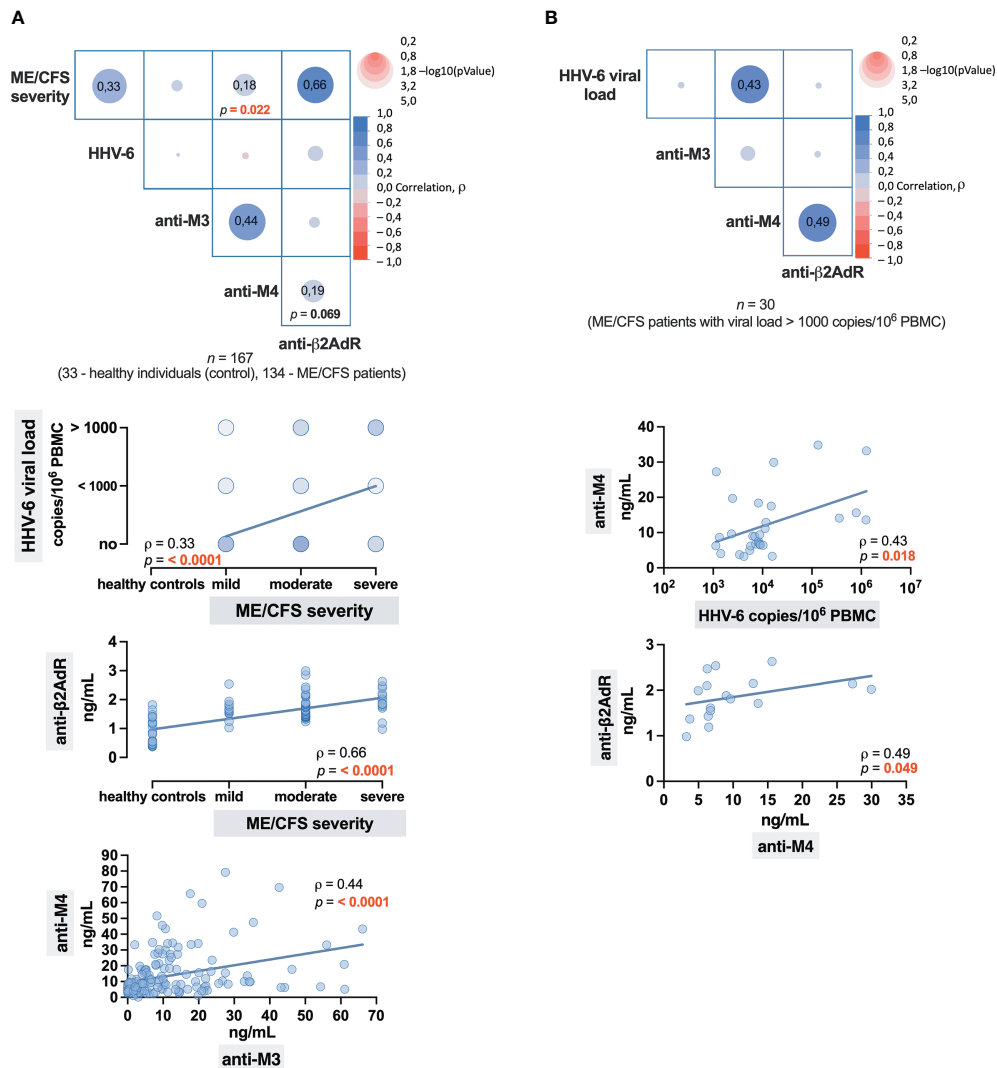 A
ME/CFS
severity
0,33
0,18
p = 0.022
0,66
HHV-6
anti-M3
0,44
anti-M4
0,19
p = 0.069
anti-β2AdR
0,2
0,8
1,8 –log10(pValue)
3,2
5,0
1,0
0,8
0,6
0,4
0,2
0,0 Correlation, ρ
– 0,2
– 0,4
– 0,6
– 0,8
– 1,0
n = 167
(33 - healthy individuals (control), 134 - ME/CFS patients)
HHV-6 viral load
copies/10⁶ PBMC
> 1000
< 1000
no
ρ = 0.33
p = < 0.0001
healthy controls mild moderate severe
ME/CFS severity
anti-β2AdR
ng/mL
4
3
2
1
0
ρ = 0.66
p = < 0.0001
healthy controls mild moderate severe
ME/CFS severity
anti-M4
ng/mL
90
80
70
60
50
40
30
20
10
0
ρ = 0.44
p = < 0.0001
0 10 20 30 40 50 60 70
ng/mL
anti-M3
B
HHV-6 viral
load
0,43
anti-M3
anti-M4
0,49
anti-β2AdR
0,2
0,8
1,8 –log10(pValue)
3,2
5,0
1,0
0,8
0,6
0,4
0,2
0,0 Correlation, ρ
– 0,2
– 0,4
– 0,6
– 0,8
– 1,0
n = 30
(ME/CFS patients with viral load > 1000 copies/10⁶ PBMC)
anti-M4
ng/mL
40
30
20
10
0
ρ = 0.43
p = 0.018
10² 10³ 10⁴ 10⁵ 10⁶ 10⁷
HHV-6 copies/10⁶ PBMC
anti-β2AdR
ng/mL
3
2
1
0
ρ = 0.49
p = 0.049
0 5 10 15 20 25 30 35
ng/mL
anti-M4